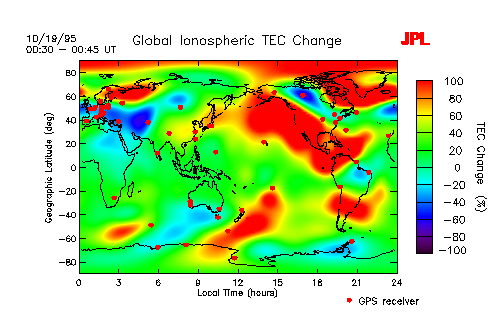 10/19/95
00:30 – 00:45 UT
Global Ionospheric TEC Change
JPL
Geographic Latitude (deg)
80
60
40
20
0
−20
−40
−60
−80
0 3 6 9 12 15 18 21 24
Local Time (hours)
100
80
60
40
20
0
−20
−40
−60
−80
−100
TEC Change (%)
GPS receiver